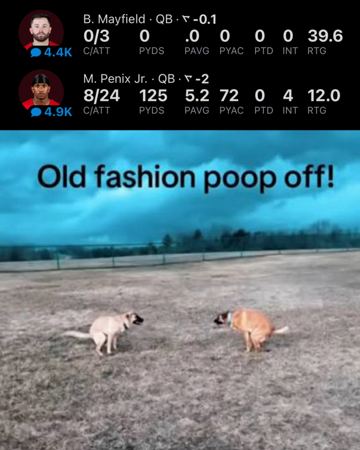 B. Mayfield · QB · -0.1
0/3 0 .0 0 0 0 39.6
4.4K C/ATT PYDS PAVG PYAC PTD INT RTG
M. Penix Jr. · QB · -2
8/24 125 5.2 72 0 4 12.0
4.9K C/ATT PYDS PAVG PYAC PTD INT RTG
Old fashion poop off!